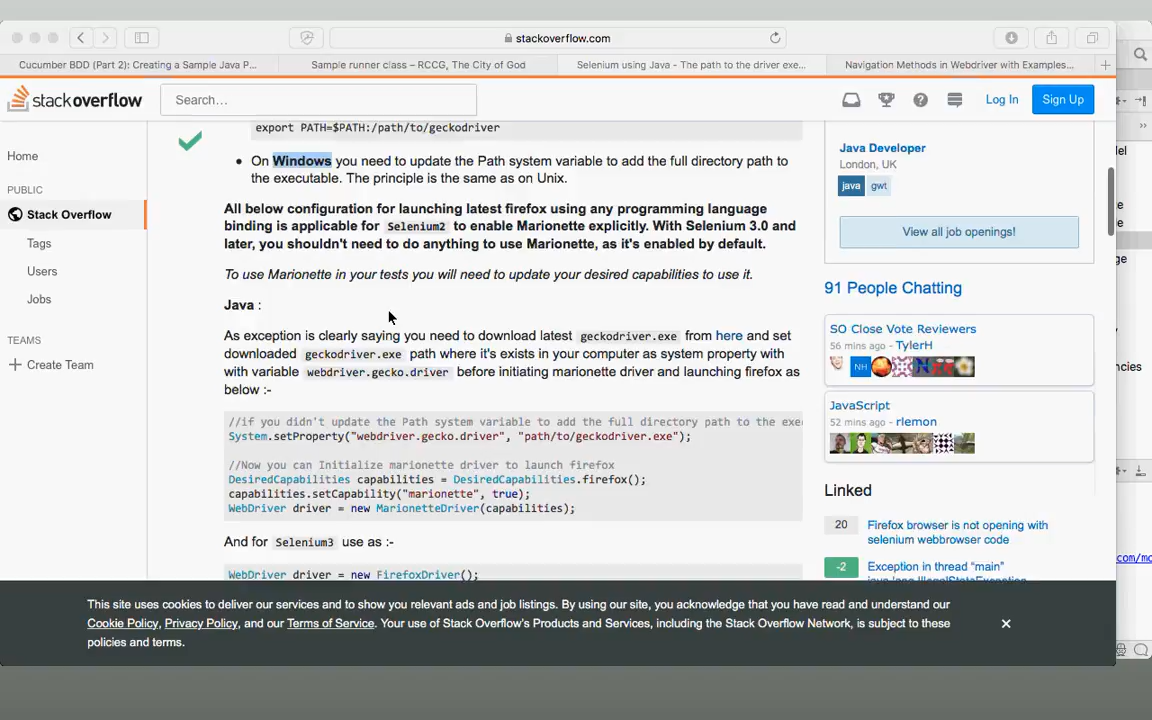 stackoverflow.com
Cucumber BDD (Part 2): Creating a Sample Java P...
Sample runner class – RCCG, The City of God
Selenium using Java - The path to the driver exe...
Navigation Methods in Webdriver with Examples...
stackoverflow
Search…
Log In
Sign Up
Home
PUBLIC
Stack Overflow
Tags
Users
Jobs
TEAMS
Create Team
export PATH=$PATH:/path/to/geckodriver
• On Windows you need to update the Path system variable to add the full directory path to
the executable. The principle is the same as on Unix.
All below configuration for launching latest firefox using any programming language
binding is applicable for Selenium2 to enable Marionette explicitly. With Selenium 3.0 and
later, you shouldn't need to do anything to use Marionette, as it's enabled by default.
To use Marionette in your tests you will need to update your desired capabilities to use it.
Java :
As exception is clearly saying you need to download latest geckodriver.exe from here and set
downloaded geckodriver.exe path where it's exists in your computer as system property with
with variable webdriver.gecko.driver before initiating marionette driver and launching firefox as
below :-
//if you didn't update the Path system variable to add the full directory path to the exe
System.setProperty("webdriver.gecko.driver", "path/to/geckodriver.exe");
//Now you can Initialize marionette driver to launch firefox
DesiredCapabilities capabilities = DesiredCapabilities.firefox();
capabilities.setCapability("marionette", true);
WebDriver driver = new MarionetteDriver(capabilities);
And for Selenium3 use as :-
WebDriver driver = new FirefoxDriver();
Java Developer
London, UK
java gwt
View all job openings!
91 People Chatting
SO Close Vote Reviewers
56 mins ago - TylerH
JavaScript
52 mins ago - rlemon
Linked
20 Firefox browser is not opening with
selenium webbrowser code
-2 Exception in thread "main"
java.lang.IllegalStateException
This site uses cookies to deliver our services and to show you relevant ads and job listings. By using our site, you acknowledge that you have read and understand our
Cookie Policy, Privacy Policy, and our Terms of Service. Your use of Stack Overflow's Products and Services, including the Stack Overflow Network, is subject to these
policies and terms.